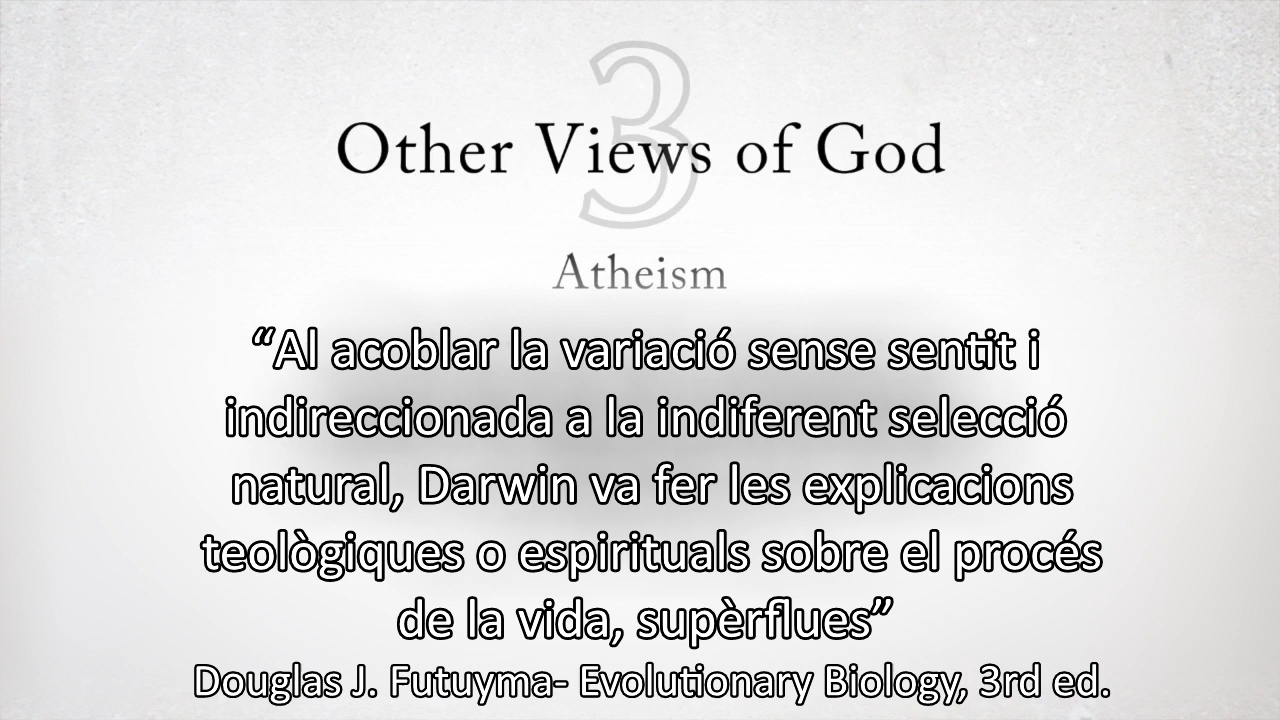 3
Other Views of God
Atheism
“Al acoblar la variació sense sentit i
indireccionada a la indiferent selecció
natural, Darwin va fer les explicacions
teològiques o espirituals sobre el procés
de la vida, supèrflues”
Douglas J. Futuyma- Evolutionary Biology, 3rd ed.